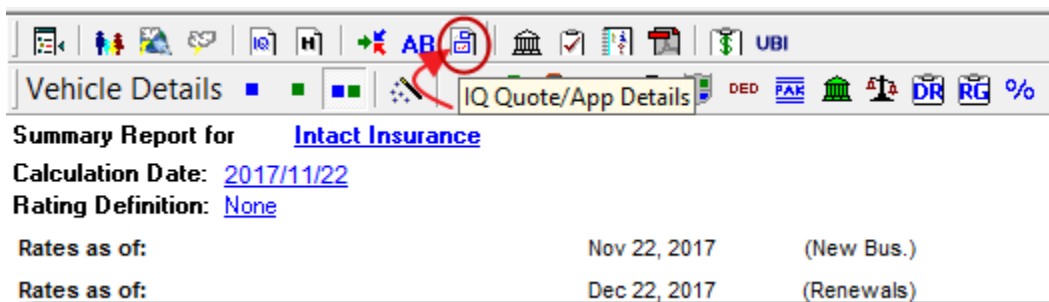 IQ H AB UBI
Vehicle Details IQ Quote/App Details DED PAK DR RG %
Summary Report for Intact Insurance
Calculation Date: 2017/11/22
Rating Definition: None
Rates as of: Nov 22, 2017 (New Bus.)
Rates as of: Dec 22, 2017 (Renewals)